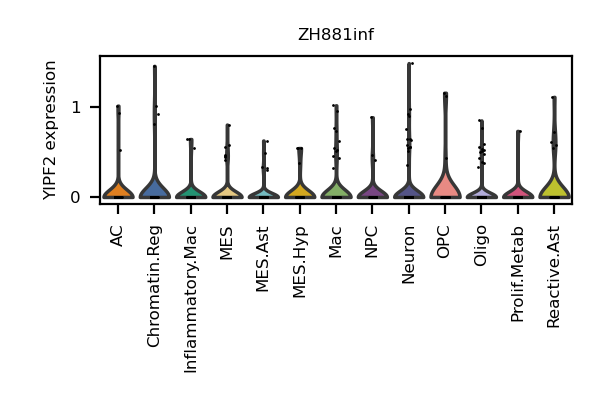 ZH881inf
YIPF2 expression
1
0
AC
Chromatin.Reg
Inflammatory.Mac
MES
MES.Ast
MES.Hyp
Mac
NPC
Neuron
OPC
Oligo
Prolif.Metab
Reactive.Ast